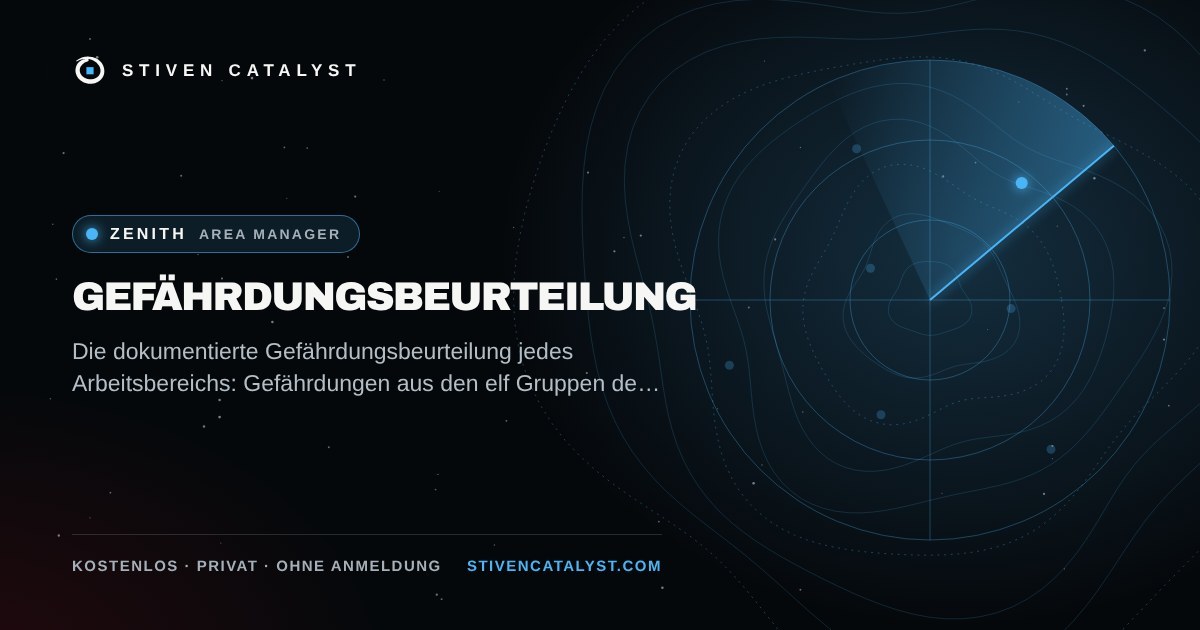 STIVEN CATALYST
ZENITH AREA MANAGER
GEFÄHRDUNGSBEURTEILUNG
Die dokumentierte Gefährdungsbeurteilung jedes
Arbeitsbereichs: Gefährdungen aus den elf Gruppen de…
KOSTENLOS · PRIVAT · OHNE ANMELDUNG STIVENCATALYST.COM